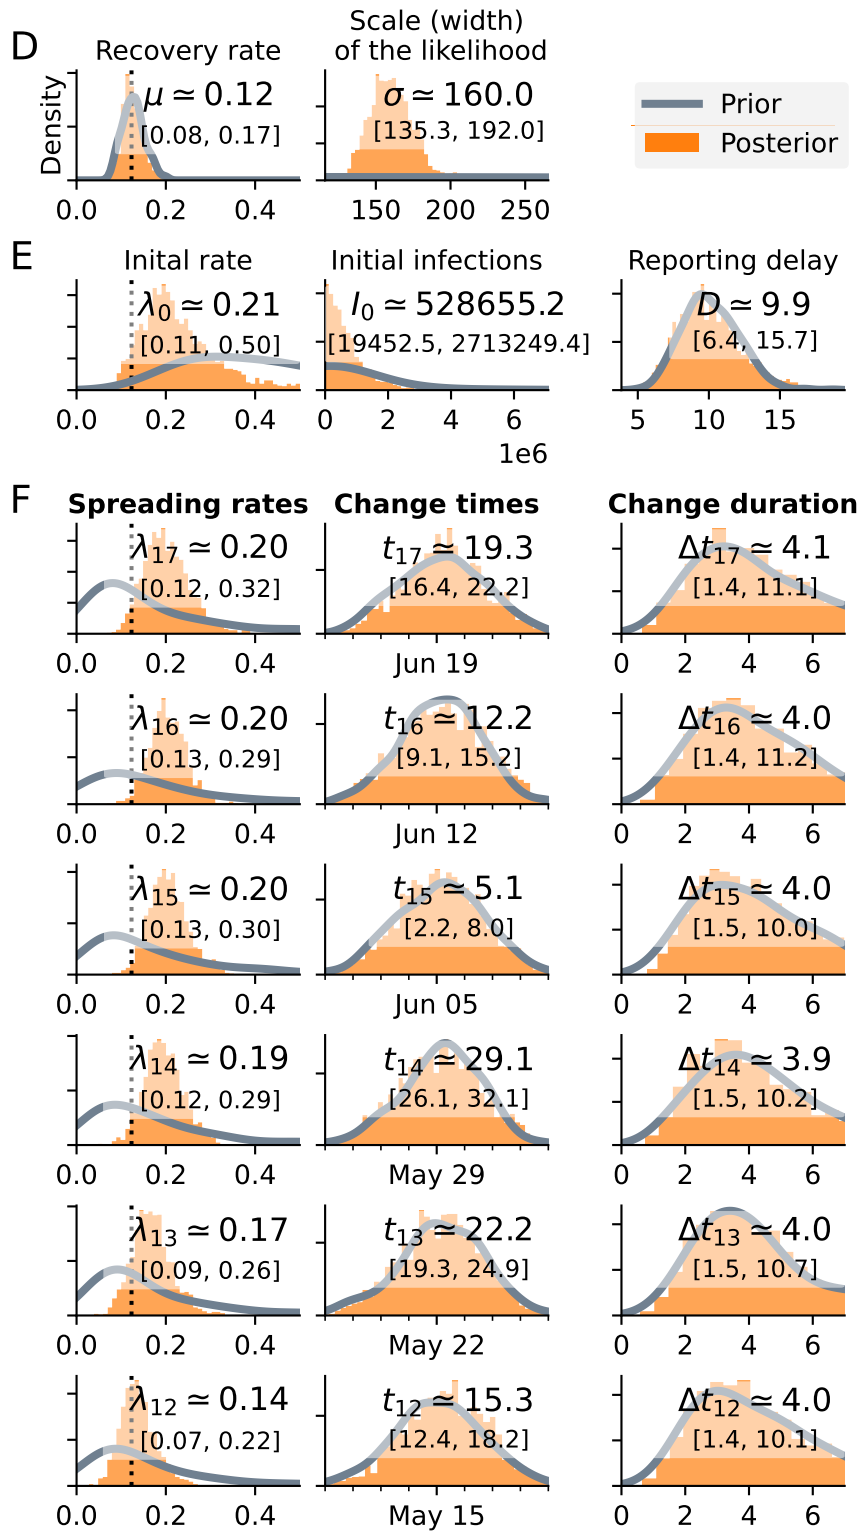 D
Recovery rate
Density
μ ≃ 0.12
[0.08, 0.17]
0.0 0.2 0.4
Scale (width)
of the likelihood
σ ≃ 160.0
[135.3, 192.0]
150 200 250
Prior
Posterior
E
Inital rate
λ0 ≃ 0.21
[0.11, 0.50]
0.0 0.2 0.4
Initial infections
I0 ≃ 528655.2
[19452.5, 2713249.4]
0 2 4 6
1e6
Reporting delay
D ≃ 9.9
[6.4, 15.7]
5 10 15
F
Spreading rates Change times Change duration
λ17 ≃ 0.20 t17 ≃ 19.3 Δt17 ≃ 4.1
[0.12, 0.32] [16.4, 22.2] [1.4, 11.1]
0.0 0.2 0.4 Jun 19 0 2 4 6
λ16 ≃ 0.20 t16 ≃ 12.2 Δt16 ≃ 4.0
[0.13, 0.29] [9.1, 15.2] [1.4, 11.2]
0.0 0.2 0.4 Jun 12 0 2 4 6
λ15 ≃ 0.20 t15 ≃ 5.1 Δt15 ≃ 4.0
[0.13, 0.30] [2.2, 8.0] [1.5, 10.0]
0.0 0.2 0.4 Jun 05 0 2 4 6
λ14 ≃ 0.19 t14 ≃ 29.1 Δt14 ≃ 3.9
[0.12, 0.29] [26.1, 32.1] [1.5, 10.2]
0.0 0.2 0.4 May 29 0 2 4 6
λ13 ≃ 0.17 t13 ≃ 22.2 Δt13 ≃ 4.0
[0.09, 0.26] [19.3, 24.9] [1.5, 10.7]
0.0 0.2 0.4 May 22 0 2 4 6
λ12 ≃ 0.14 t12 ≃ 15.3 Δt12 ≃ 4.0
[0.07, 0.22] [12.4, 18.2] [1.4, 10.1]
0.0 0.2 0.4 May 15 0 2 4 6